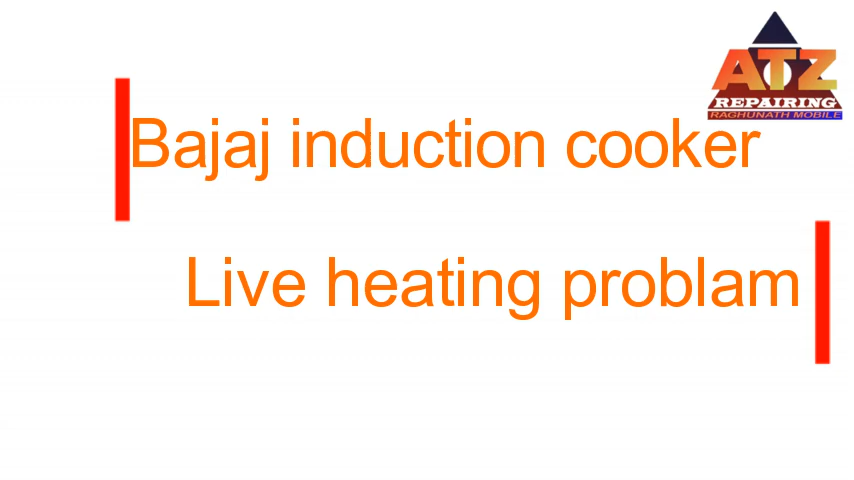 ATZ
REPAIRING
RAGHUNATH MOBILE
Bajaj induction cooker
Live heating problam